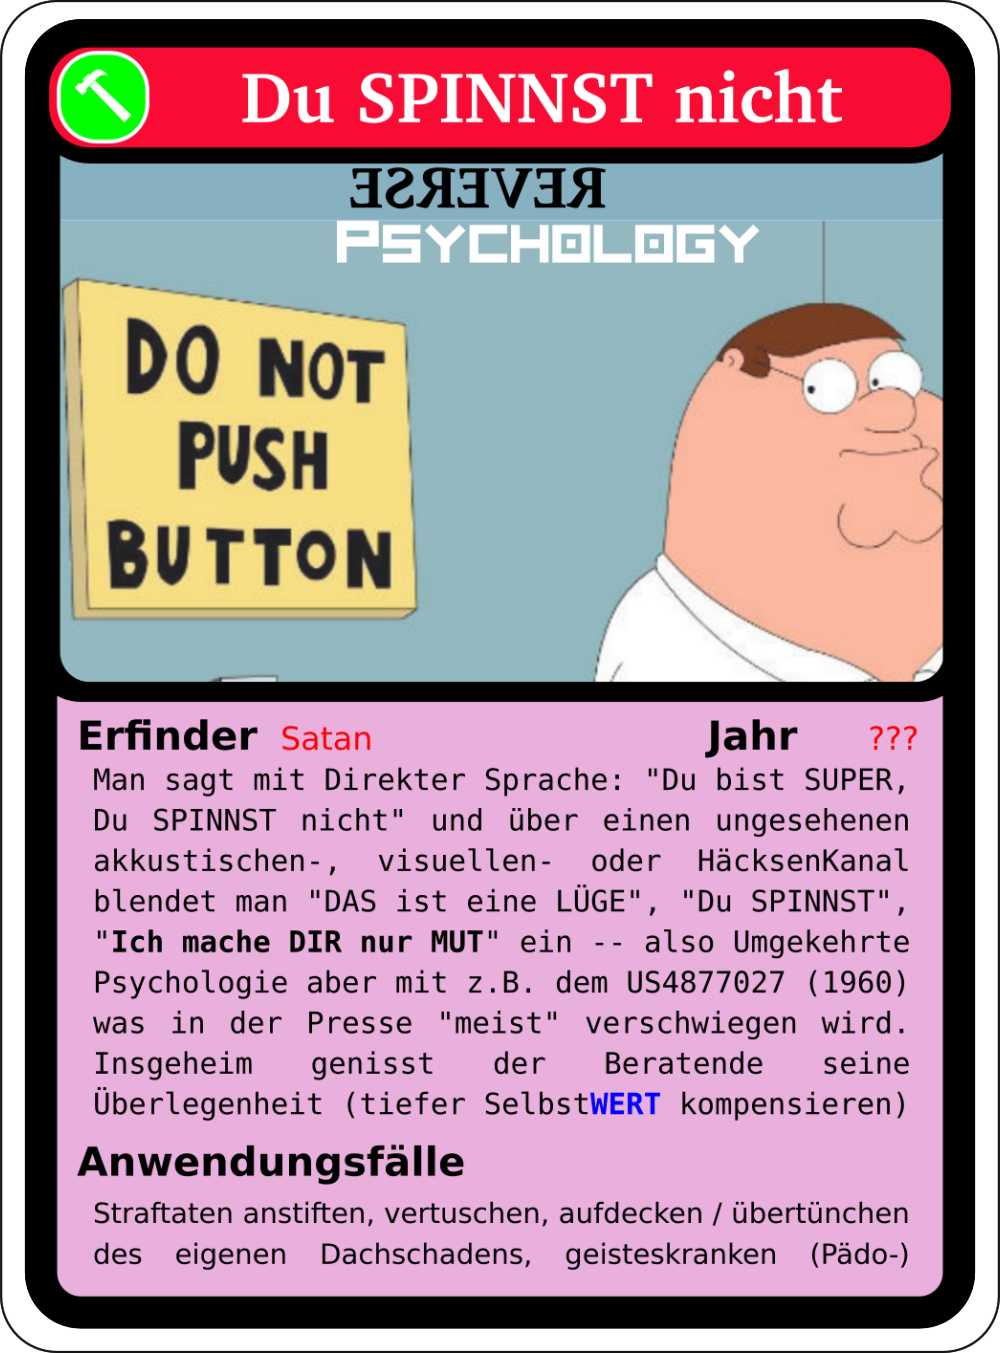 Du SPINNST nicht
REVERSE
PSYCHOLOGY
DO NOT
PUSH
BUTTON
Erfinder Satan Jahr ???
Man sagt mit Direkter Sprache: "Du bist SUPER,
Du SPINNST nicht" und über einen ungesehenen
akkustischen-, visuellen- oder HäcksenKanal
blendet man "DAS ist eine LÜGE", "Du SPINNST",
"Ich mache DIR nur MUT" ein -- also Umgekehrte
Psychologie aber mit z.B. dem US4877027 (1960)
was in der Presse "meist" verschwiegen wird.
Insgeheim genisst der Beratende seine
Überlegenheit (tiefer SelbstWERT kompensieren)
Anwendungsfälle
Straftaten anstiften, vertuschen, aufdecken / übertünchen
des eigenen Dachschadens, geisteskranken (Pädo-)